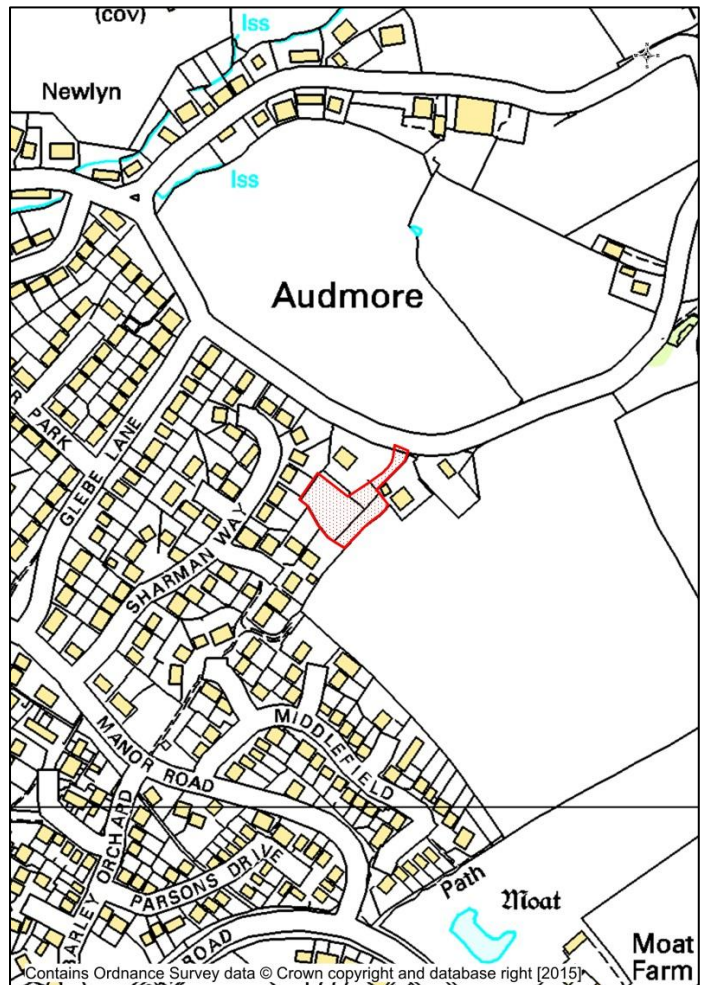 (cov)
Iss
Newlyn
Iss
Audmore
R PARK
GLEBE LANE
SHARMAN WAY
MIDDLEFIELD
MANOR ROAD
BARLEY ORCHARD
PARSONS DRIVE
ROAD
Path
Moat
Moat
Farm
Contains Ordnance Survey data © Crown copyright and database right [2015]